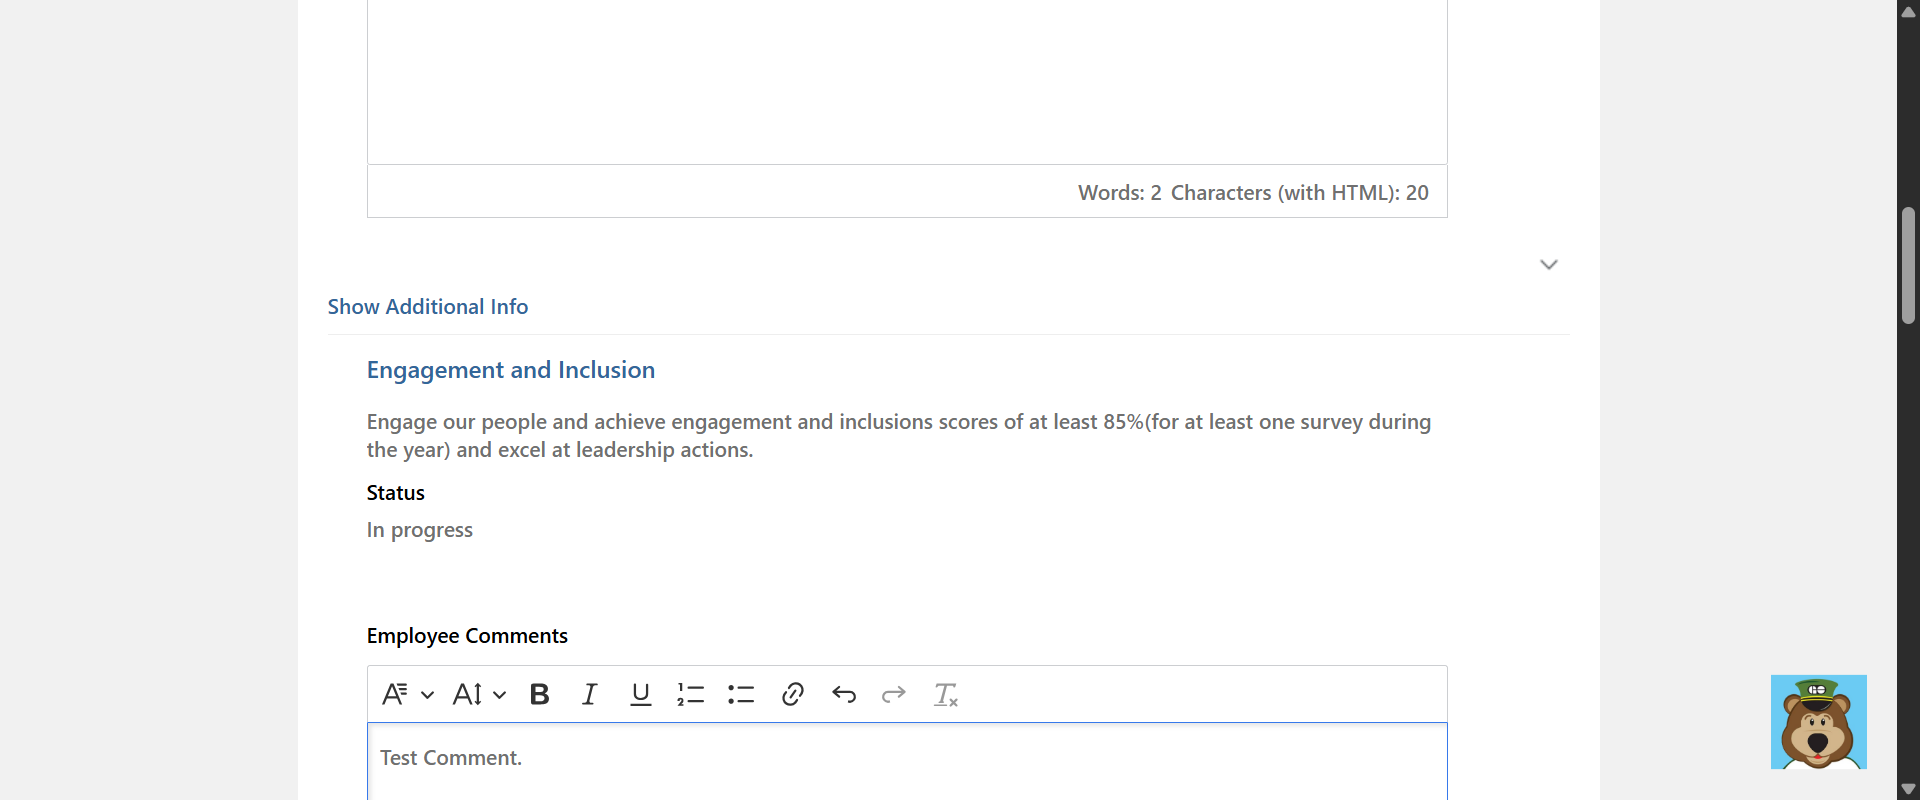 Words: 2 Characters (with HTML): 20
Show Additional Info
Engagement and Inclusion
Engage our people and achieve engagement and inclusions scores of at least 85%(for at least one survey during
the year) and excel at leadership actions.
Status
In progress
Employee Comments
Test Comment.